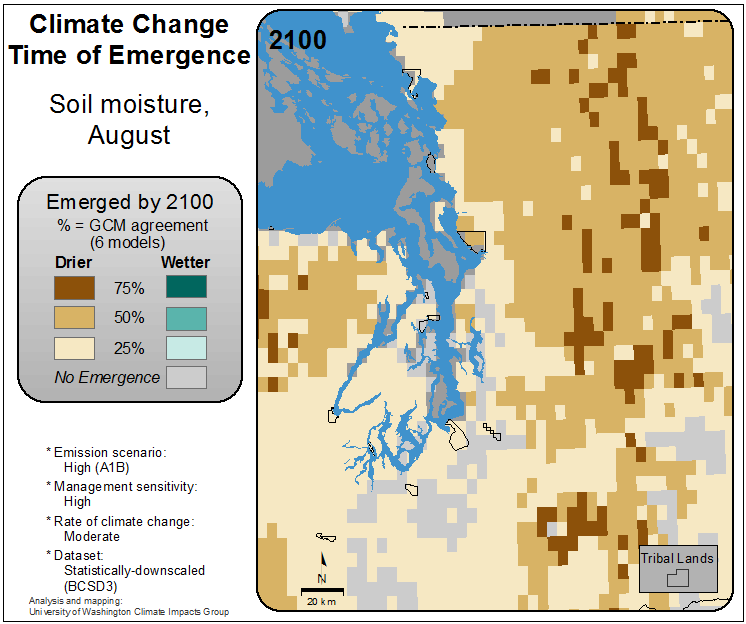 Climate Change
Time of Emergence
Soil moisture,
August
Emerged by 2100
% = GCM agreement
(6 models)
Drier Wetter
75%
50%
25%
No Emergence
* Emission scenario:
High (A1B)
* Management sensitivity:
High
* Rate of climate change:
Moderate
* Dataset:
Statistically-downscaled
(BCSD3)
Analysis and mapping:
University of Washington Climate Impacts Group
2100
N
20 km
Tribal Lands